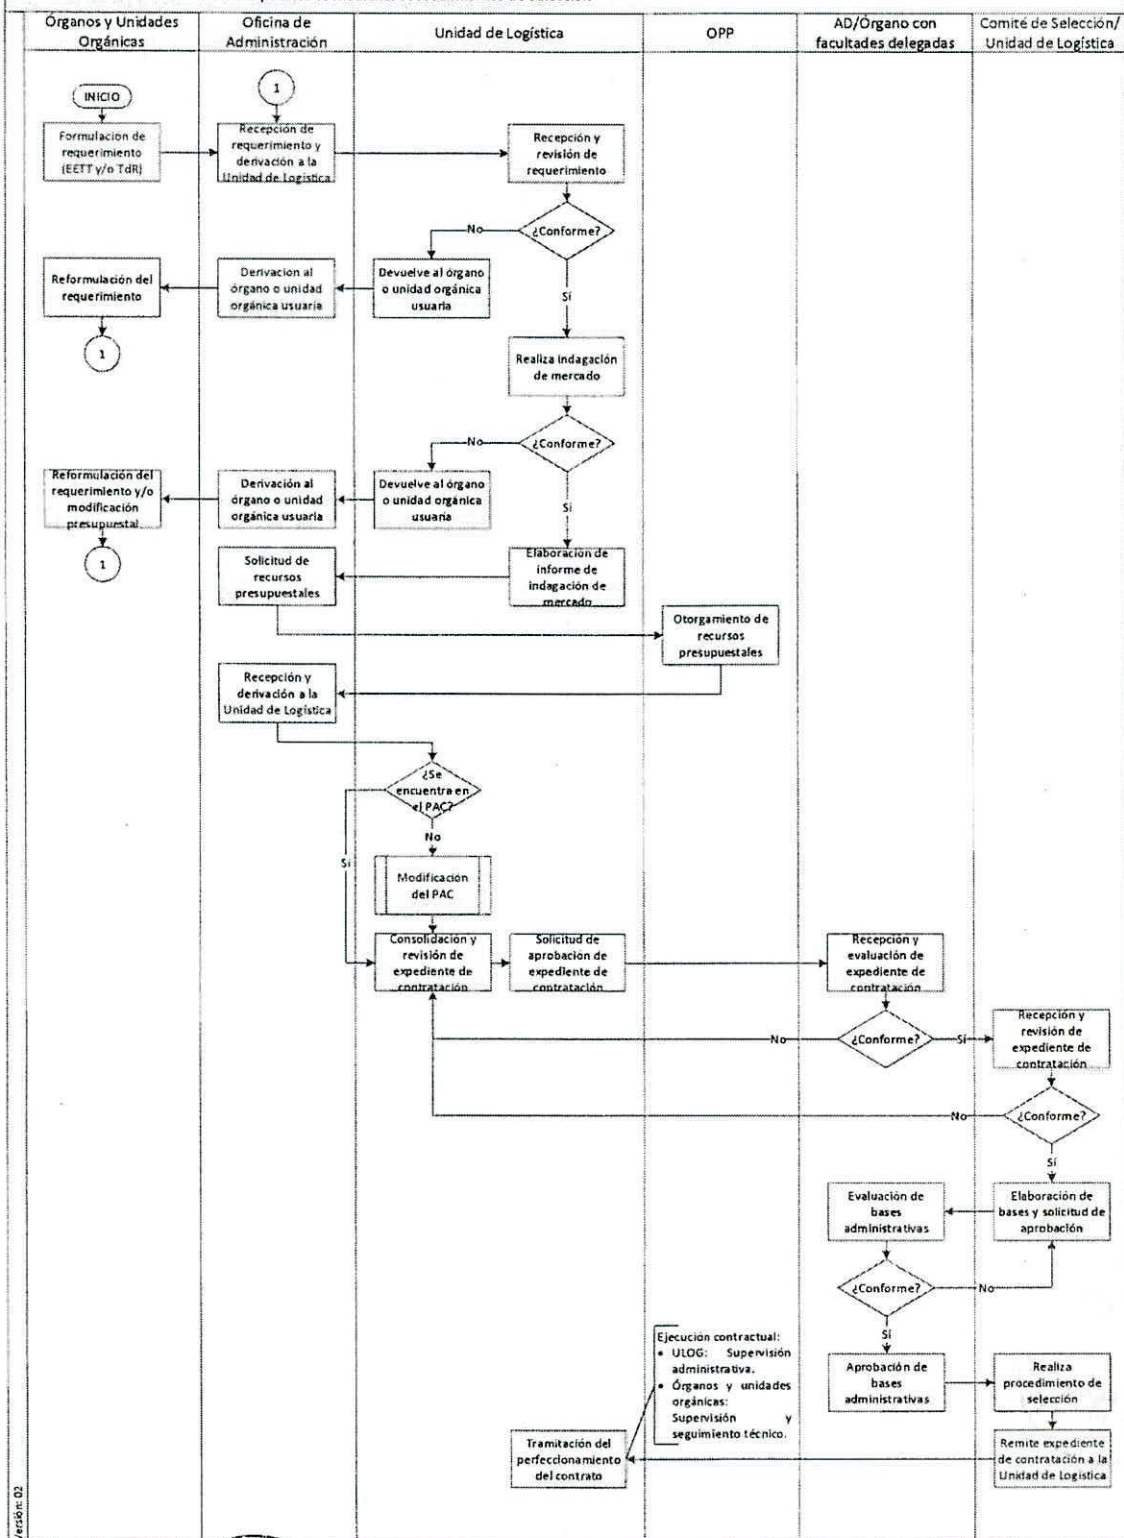 Órganos y Unidades
Orgánicas
Oficina de
Administración
Unidad de Logística
OPP
AD/Órgano con
facultades delegadas
Comité de Selección/
Unidad de Logística
INICIO
1
Formulación de
requerimiento
(EETT y/o TdR)
Recepción de
requerimiento y
derivación a la
Unidad de Logística
Recepción y
revisión de
requerimiento
¿Conforme?
No
Sí
Reformulación del
requerimiento
Derivación al
órgano o unidad
orgánica usuaria
Devuelve al órgano
o unidad orgánica
usuaria
1
Realiza indagación
de mercado
¿Conforme?
No
Sí
Reformulación del
requerimiento y/o
modificación
presupuestal
Derivación al
órgano o unidad
orgánica usuaria
Devuelve al órgano
o unidad orgánica
usuaria
1
Solicitud de
recursos
presupuestales
Elaboración de
informe de
indagación de
mercado
Otorgamiento de
recursos
presupuestales
Recepción y
derivación a la
Unidad de Logística
¿Se
encuentra en
el PAC?
No
Sí
Modificación
del PAC
Consolidación y
revisión de
expediente de
contratación
Solicitud de
aprobación de
expediente de
contratación
Recepción y
evaluación de
expediente de
contratación
¿Conforme?
No
Sí
Recepción y
revisión de
expediente de
contratación
¿Conforme?
No
Sí
Evaluación de
bases
administrativas
Elaboración de
bases y solicitud de
aprobación
¿Conforme?
No
Sí
Ejecución contractual:
• ULOG: Supervisión
administrativa.
• Órganos y unidades
orgánicas:
Supervisión y
seguimiento técnico.
Aprobación de
bases
administrativas
Realiza
procedimiento de
selección
Tramitación del
perfeccionamiento
del contrato
Remite expediente
de contratación a la
Unidad de Logística
Versión: 02